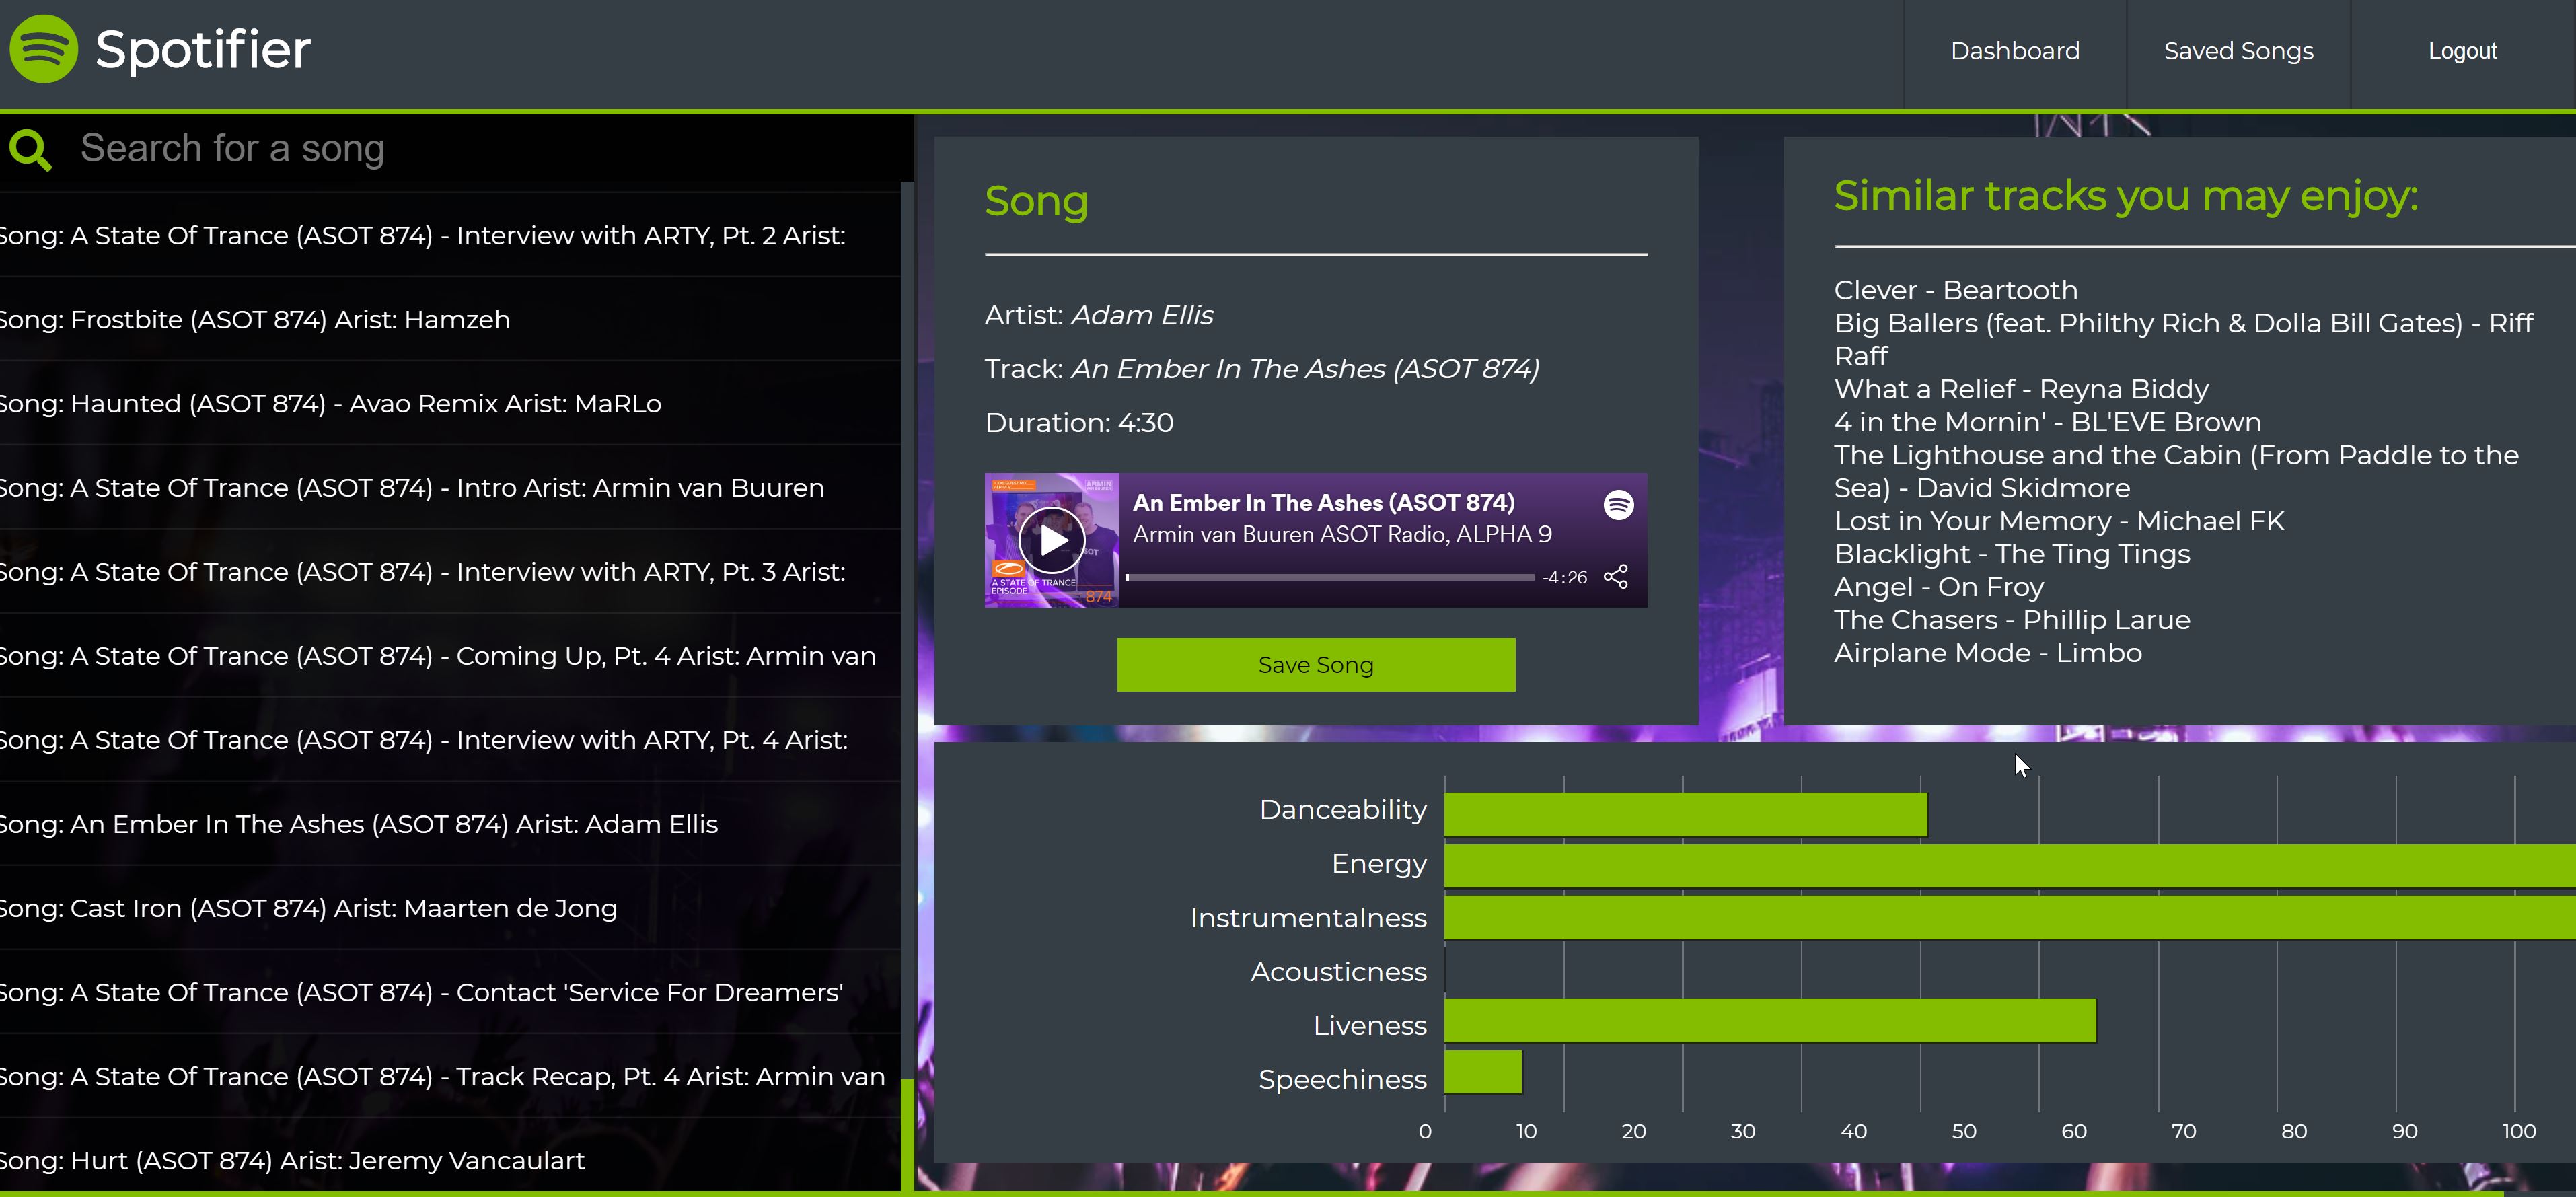 Spotifier
Dashboard
Saved Songs
Logout
Search for a song
Song: A State Of Trance (ASOT 874) - Interview with ARTY, Pt. 2 Arist:
Song: Frostbite (ASOT 874) Arist: Hamzeh
Song: Haunted (ASOT 874) - Avao Remix Arist: MaRLo
Song: A State Of Trance (ASOT 874) - Intro Arist: Armin van Buuren
Song: A State Of Trance (ASOT 874) - Interview with ARTY, Pt. 3 Arist:
Song: A State Of Trance (ASOT 874) - Coming Up, Pt. 4 Arist: Armin van
Song: A State Of Trance (ASOT 874) - Interview with ARTY, Pt. 4 Arist:
Song: An Ember In The Ashes (ASOT 874) Arist: Adam Ellis
Song: Cast Iron (ASOT 874) Arist: Maarten de Jong
Song: A State Of Trance (ASOT 874) - Contact 'Service For Dreamers'
Song: A State Of Trance (ASOT 874) - Track Recap, Pt. 4 Arist: Armin van
Song: Hurt (ASOT 874) Arist: Jeremy Vancaulart
Song
Artist: Adam Ellis
Track: An Ember In The Ashes (ASOT 874)
Duration: 4:30
ARMIN
A STATE OF TRANCE
EPISODE
874
An Ember In The Ashes (ASOT 874)
Armin van Buuren ASOT Radio, ALPHA 9
-4:26
Save Song
Similar tracks you may enjoy:
Clever - Beartooth
Big Ballers (feat. Philthy Rich & Dolla Bill Gates) - Riff
Raff
What a Relief - Reyna Biddy
4 in the Mornin' - BL'EVE Brown
The Lighthouse and the Cabin (From Paddle to the
Sea) - David Skidmore
Lost in Your Memory - Michael FK
Blacklight - The Ting Tings
Angel - On Froy
The Chasers - Phillip Larue
Airplane Mode - Limbo
Danceability
Energy
Instrumentalness
Acousticness
Liveness
Speechiness
0 10 20 30 40 50 60 70 80 90 100